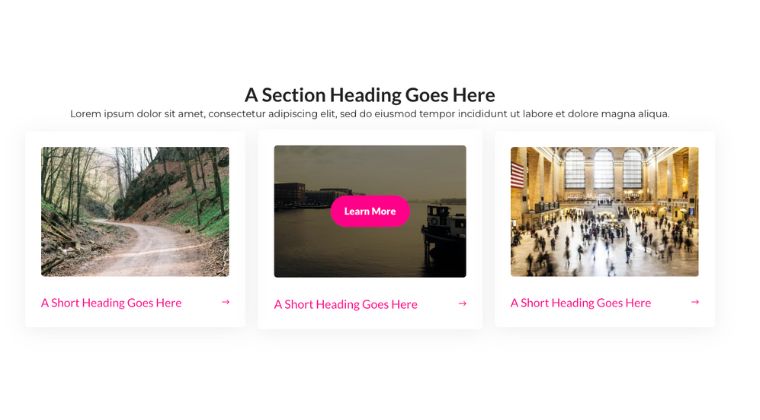 A Section Heading Goes Here
Lorem ipsum dolor sit amet, consectetur adipiscing elit, sed do eiusmod tempor incididunt ut labore et dolore magna aliqua.
Learn More
A Short Heading Goes Here →
A Short Heading Goes Here →
A Short Heading Goes Here →